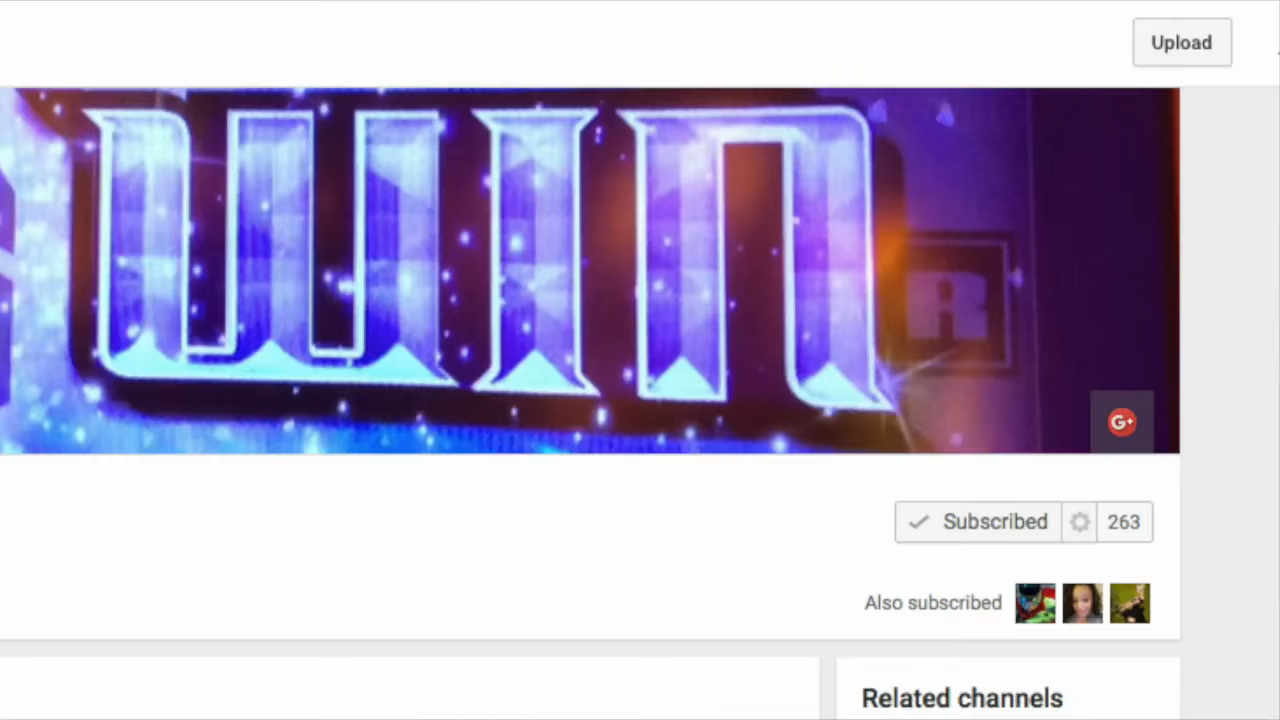 Upload
WIN
R
G+
Subscribed 263
Also subscribed
Related channels